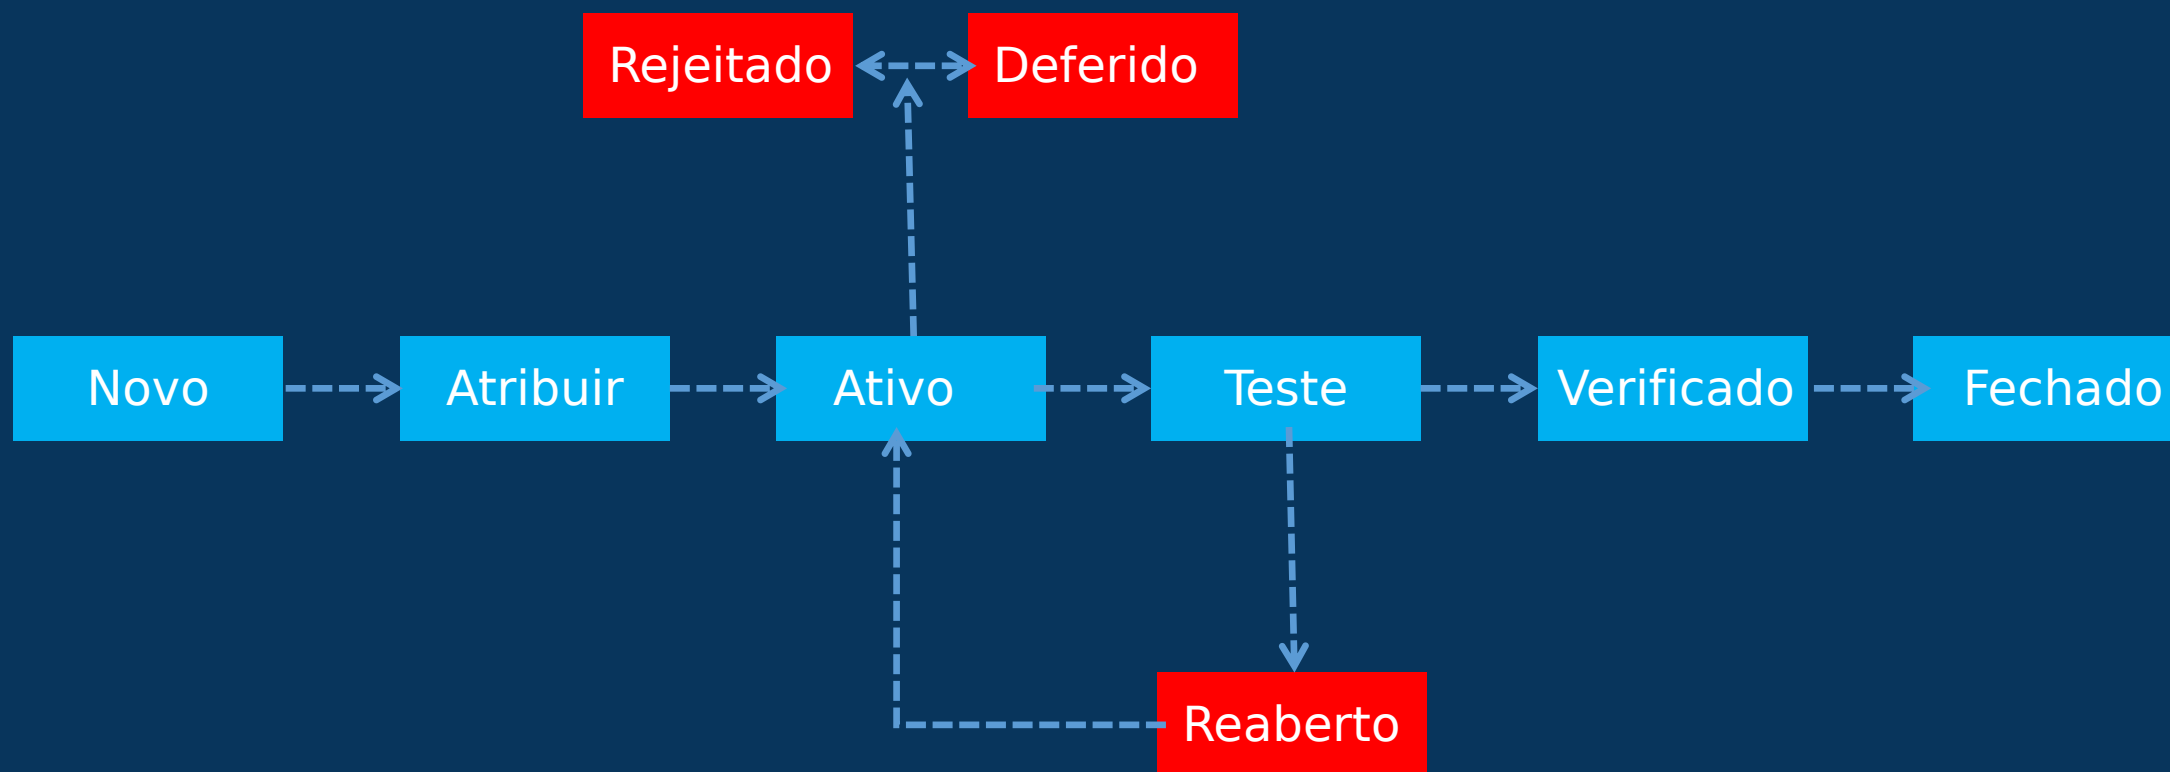 Rejeitado
Deferido
Novo
Atribuir
Ativo
Teste
Verificado
Fechado
Reaberto